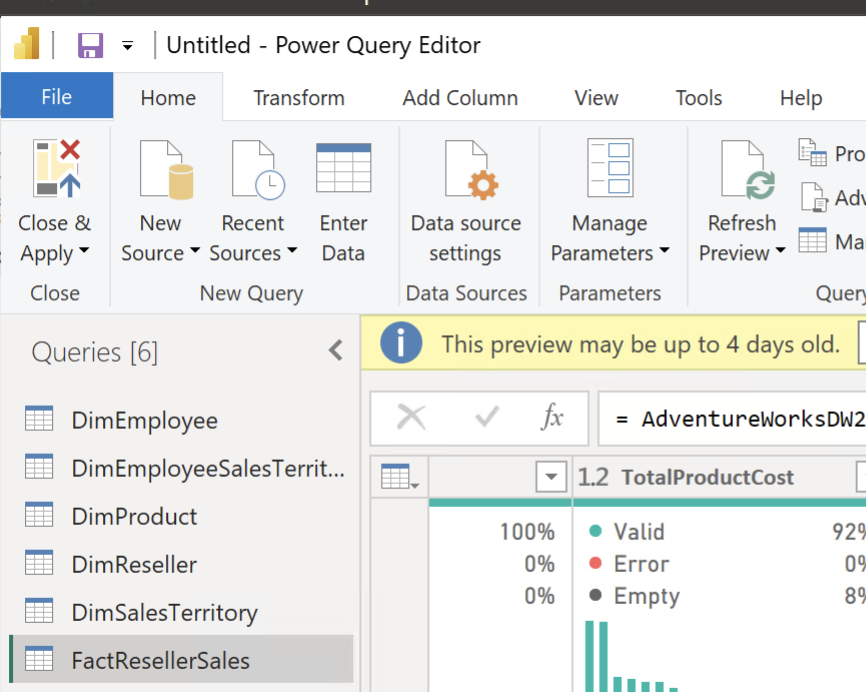 Untitled - Power Query Editor
File Home Transform Add Column View Tools Help
Close & Apply
New Source
Recent Sources
Enter Data
Data source settings
Manage Parameters
Refresh Preview
Pro
Adv
Ma
Close New Query Data Sources Parameters Query
Queries [6]
This preview may be up to 4 days old.
fx
= AdventureWorksDW2
DimEmployee
DimEmployeeSalesTerrit...
DimProduct
DimReseller
DimSalesTerritory
FactResellerSales
1.2 TotalProductCost
100% Valid 92%
0% Error 0%
0% Empty 8%